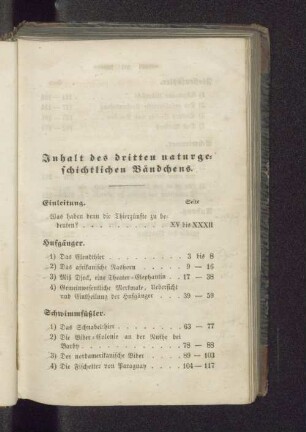 Inhalt des dritten naturge-
schichtlichen Bändchens.
Einleitung. Seite
Was haben denn die Thierzünfte zu be-
deuten? XV bis XXXII
Hufgänger.
1) Das Elendthier 3 bis 8
2) Das afrikanische Nashorn 9 — 16
3) Miß Djek, eine Theater-Elephantin 17 — 38
4) Gemeinwesentliche Merkmale, Uebersicht
und Eintheilung der Hufgänger 39 — 59
Schwimmfüßler.
1) Das Schnabelthier 63 — 77
2) Die Biber-Colonie an der Nuthe bei
Barby 78 — 88
3) Der nordamerikanische Biber 89 — 103
4) Die Fischotter von Paraguay 104 — 117